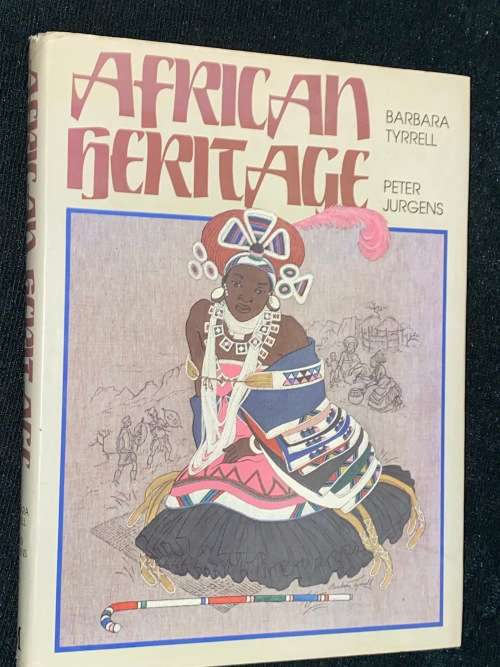 AFRICAN
HERITAGE
BARBARA
TYRRELL
PETER
JURGENS
AFRICAN HERITAGE